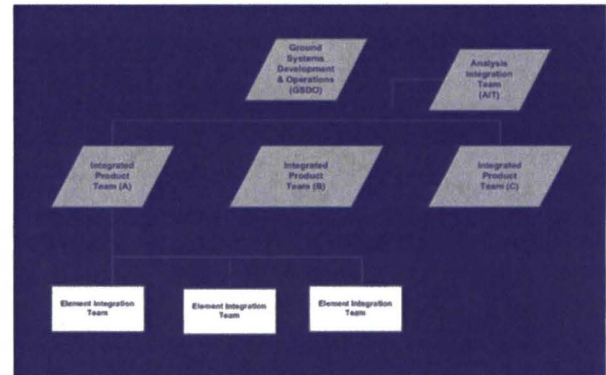 Ground
Systems
Development
& Operations
(GSDO)
Analysis
Integration
Team
(AIT)
Integrated
Product
Team (A)
Integrated
Product
Team (B)
Integrated
Product
Team (C)
Element Integration
Team
Element Integration
Team
Element Integration
Team